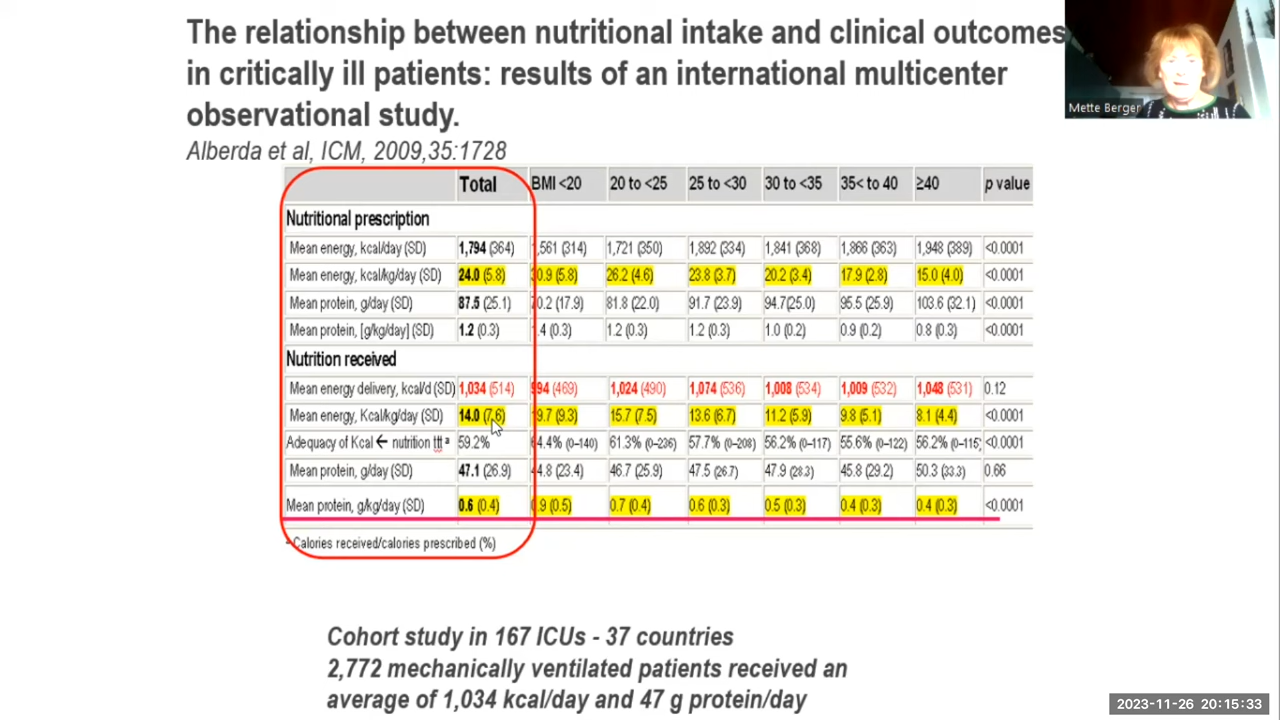 The relationship between nutritional intake and clinical outcomes
in critically ill patients: results of an international multicenter
observational study.
Alberda et al, ICM, 2009,35:1728
Mette Berger
Total BMI <20 20 to <25 25 to <30 30 to <35 35< to 40 ≥40 p value
Nutritional prescription
Mean energy, kcal/day (SD) 1,794 (364) ,561 (314) 1,721 (350) 1,892 (334) 1,841 (368) 1,866 (363) 1,948 (389) <0.0001
Mean energy, kcal/kg/day (SD) 24.0 (5.8) 30.9 (5.8) 26.2 (4.6) 23.8 (3.7) 20.2 (3.4) 17.9 (2.8) 15.0 (4.0) <0.0001
Mean protein, g/day (SD) 87.5 (25.1) 70.2 (17.9) 81.8 (22.0) 91.7 (23.9) 94.7(25.0) 95.5 (25.9) 103.6 (32.1) <0.0001
Mean protein, [g/kg/day] (SD) 1.2 (0.3) .4 (0.3) 1.2 (0.3) 1.2 (0.3) 1.0 (0.2) 0.9 (0.2) 0.8 (0.3) <0.0001
Nutrition received
Mean energy delivery, kcal/d (SD) 1,034 (514) 994 (469) 1,024 (490) 1,074 (536) 1,008 (534) 1,009 (532) 1,048 (531) 0.12
Mean energy, Kcal/kg/day (SD) 14.0 (7.6) 19.7 (9.3) 15.7 (7.5) 13.6 (6.7) 11.2 (5.9) 9.8 (5.1) 8.1 (4.4) <0.0001
Adequacy of Kcal ← nutrition ttt ª 59.2% 64.4% (0–140) 61.3% (0–236) 57.7% (0–208) 56.2% (0–117) 55.6% (0–122) 56.2% (0–115, <0.0001
Mean protein, g/day (SD) 47.1 (26.9) 44.8 (23.4) 46.7 (25.9) 47.5 (26.7) 47.9 (28.3) 45.8 (29.2) 50.3 (33.3) 0.66
Mean protein, g/kg/day (SD) 0.6 (0.4) 0.9 (0.5) 0.7 (0.4) 0.6 (0.3) 0.5 (0.3) 0.4 (0.3) 0.4 (0.3) <0.0001
ª Calories received/calories prescribed (%)
Cohort study in 167 ICUs - 37 countries
2,772 mechanically ventilated patients received an
average of 1,034 kcal/day and 47 g protein/day
2023-11-26 20:15:33